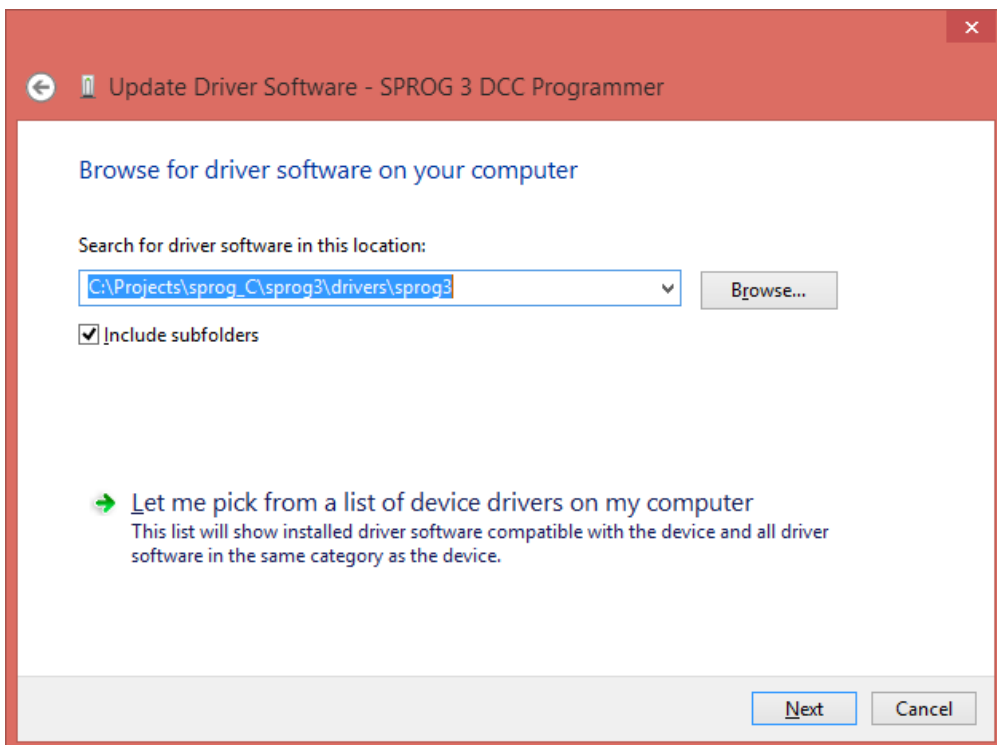 Update Driver Software - SPROG 3 DCC Programmer
Browse for driver software on your computer
Search for driver software in this location:
C:\Projects\sprog_C\sprog3\drivers\sprog3
Browse...
Include subfolders
Let me pick from a list of device drivers on my computer
This list will show installed driver software compatible with the device and all driver
software in the same category as the device.
Next
Cancel